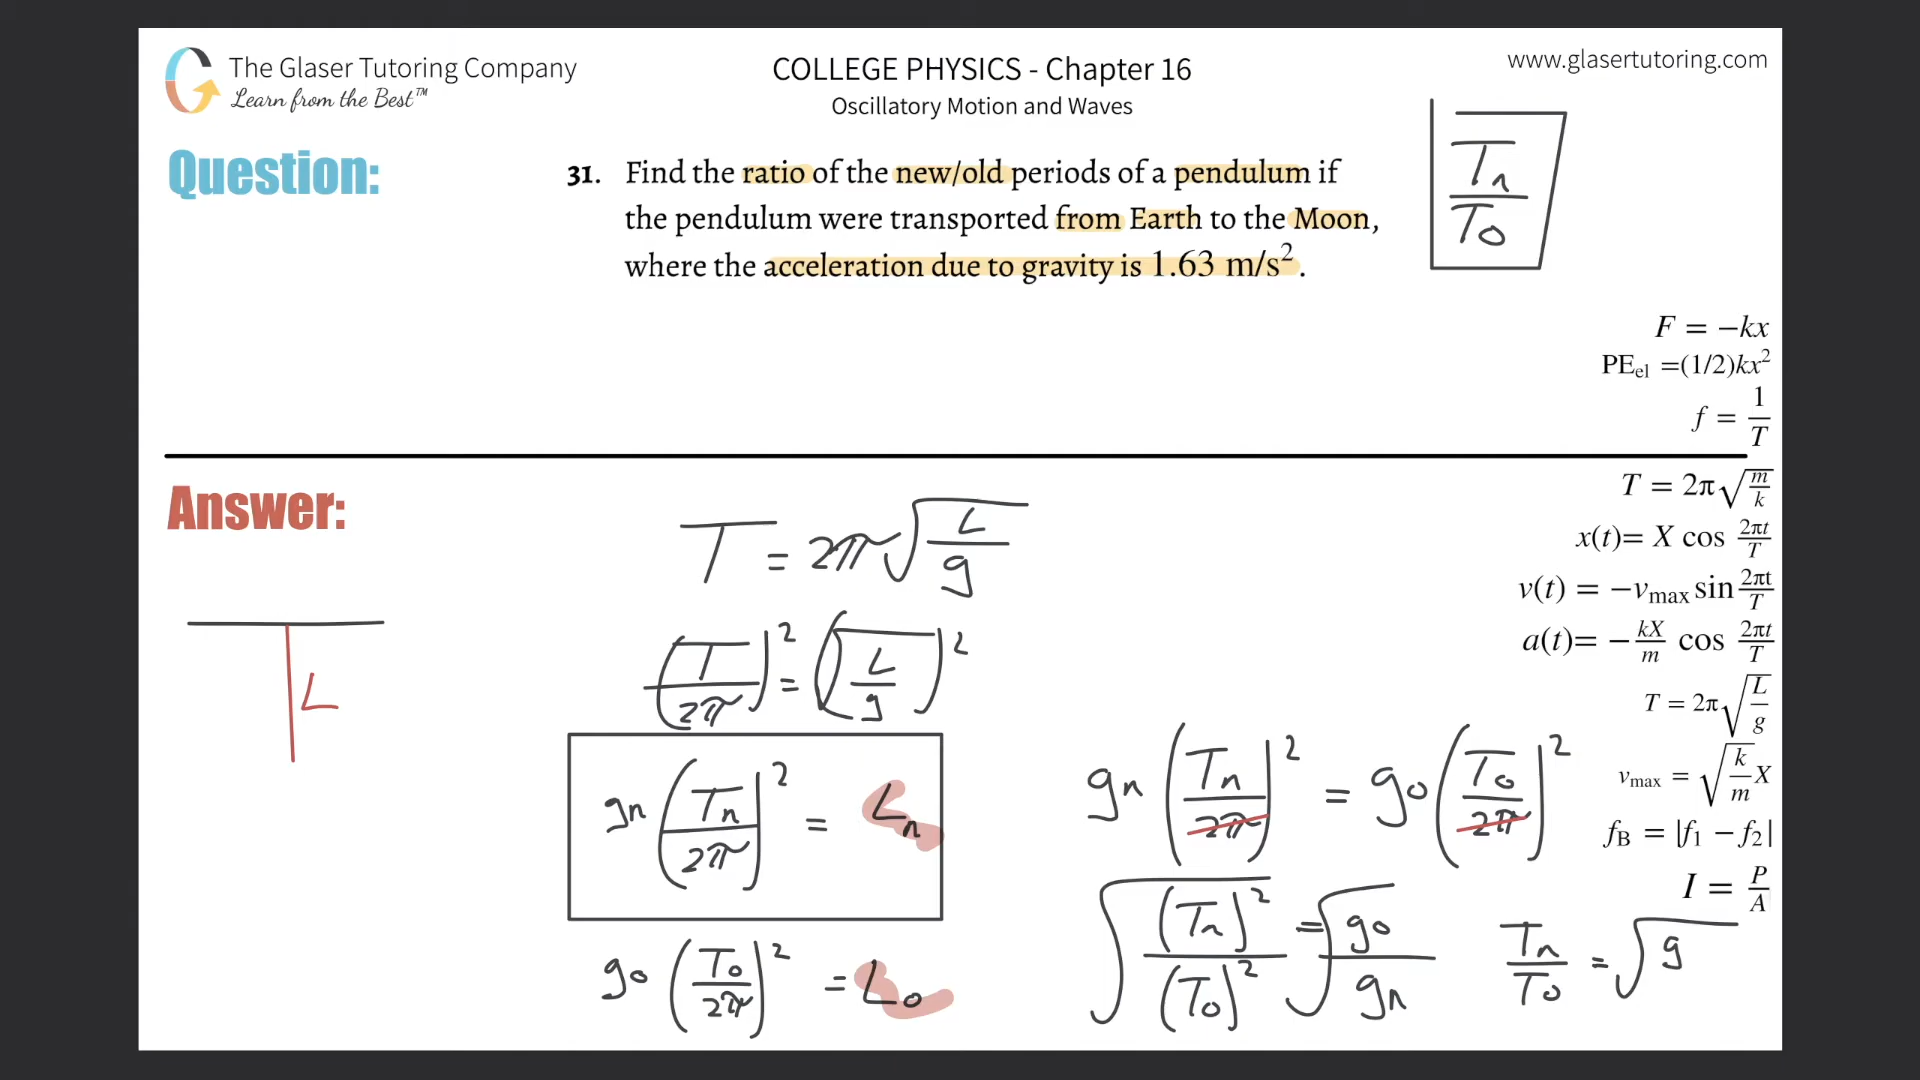 The Glaser Tutoring Company
Learn from the Best™
COLLEGE PHYSICS - Chapter 16
Oscillatory Motion and Waves
www.glasertutoring.com
Question:
31. Find the ratio of the new/old periods of a pendulum if
the pendulum were transported from Earth to the Moon,
where the acceleration due to gravity is 1.63 m/s².
Tn/To
F = −kx
PEel =(1/2)kx²
f = 1/T
Answer:
T = 2π√(m/k)
x(t)= X cos 2πt/T
v(t) = −vmax sin 2πt/T
a(t)= − kX/m cos 2πt/T
T = 2π√(L/g)
vmax = √(k/m)X
fB = |f1 − f2|
I = P/A
L
T = 2π√(L/g)
(T/2π)² = (√(L/g))²
gn (Tn/2π)² = Ln
go (To/2π)² = Lo
gn (Tn/2π)² = go (To/2π)²
√((Tn)²/(To)²) = √(go/gn)
Tn/To = √g